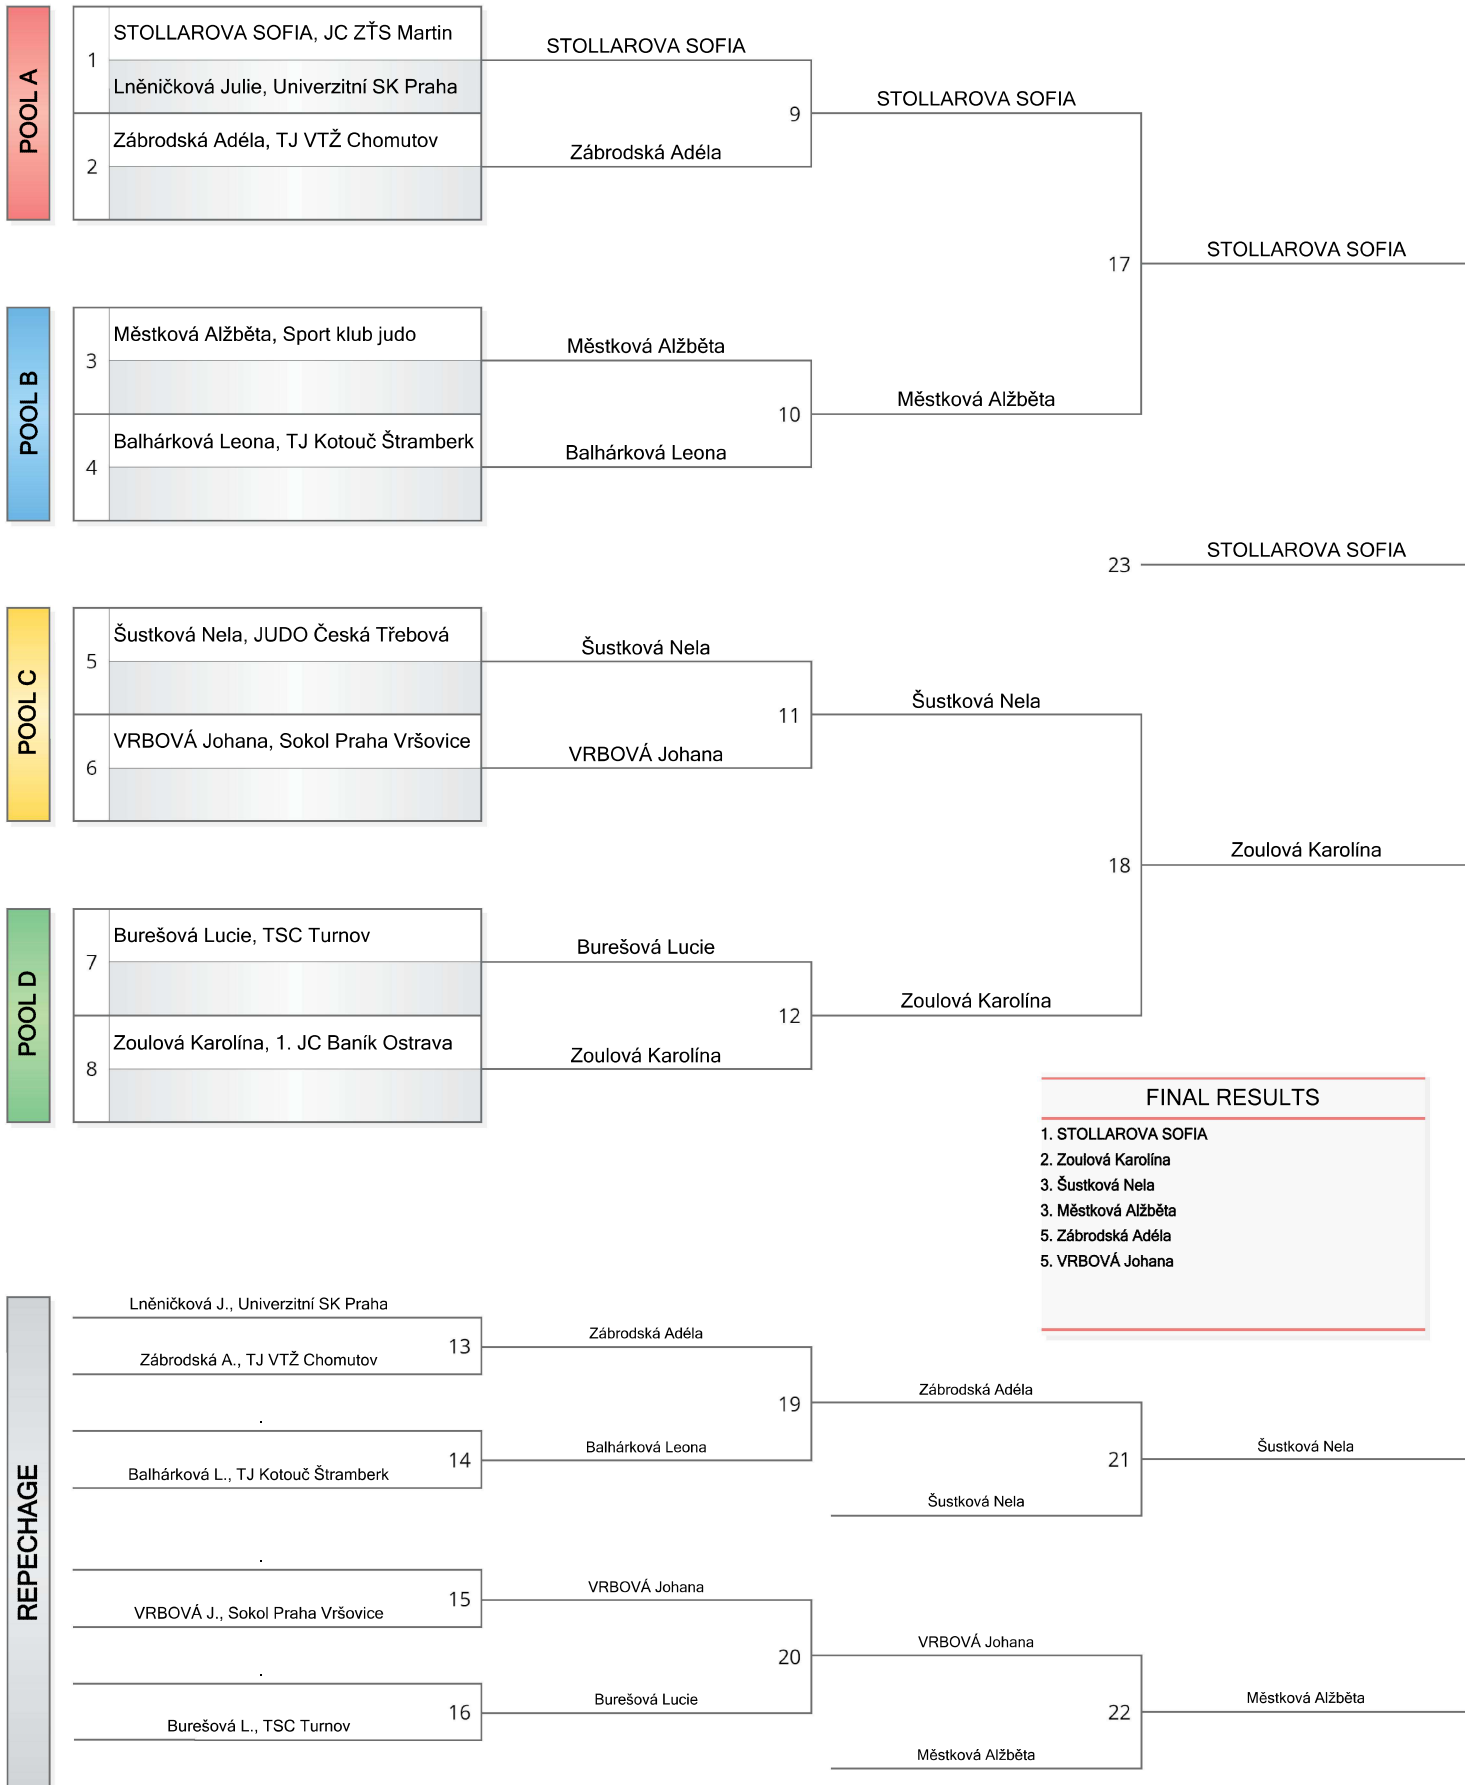 POOL A
1
STOLLAROVA SOFIA, JC ZŤS Martin
Lněničková Julie, Univerzitní SK Praha
2
Zábrodská Adéla, TJ VTŽ Chomutov
STOLLAROVA SOFIA
Zábrodská Adéla
9
STOLLAROVA SOFIA
17
STOLLAROVA SOFIA
POOL B
3
Městková Alžběta, Sport klub judo
4
Balhárková Leona, TJ Kotouč Štramberk
Městková Alžběta
Balhárková Leona
10
Městková Alžběta
23
STOLLAROVA SOFIA
POOL C
5
Šustková Nela, JUDO Česká Třebová
6
VRBOVÁ Johana, Sokol Praha Vršovice
Šustková Nela
VRBOVÁ Johana
11
Šustková Nela
18
Zoulová Karolína
POOL D
7
Burešová Lucie, TSC Turnov
8
Zoulová Karolína, 1. JC Baník Ostrava
Burešová Lucie
Zoulová Karolína
12
Zoulová Karolína
FINAL RESULTS
1. STOLLAROVA SOFIA
2. Zoulová Karolína
3. Šustková Nela
3. Městková Alžběta
5. Zábrodská Adéla
5. VRBOVÁ Johana
REPECHAGE
Lněničková J., Univerzitní SK Praha
13
Zábrodská A., TJ VTŽ Chomutov
.
14
Balhárková L., TJ Kotouč Štramberk
Zábrodská Adéla
19
Balhárková Leona
Zábrodská Adéla
21
Šustková Nela
Šustková Nela
.
15
VRBOVÁ J., Sokol Praha Vršovice
.
16
Burešová L., TSC Turnov
VRBOVÁ Johana
20
Burešová Lucie
VRBOVÁ Johana
22
Městková Alžběta
Městková Alžběta